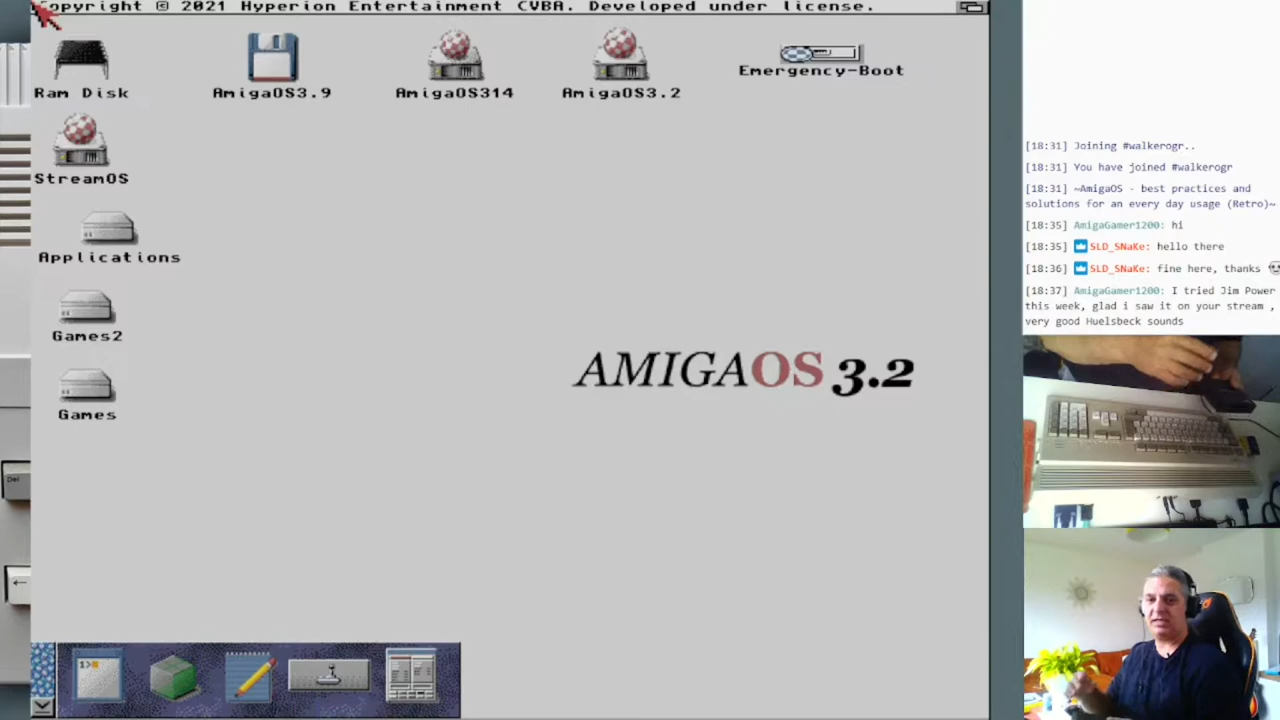 Copyright © 2021 Hyperion Entertainment CVBA. Developed under license.
Ram Disk
AmigaOS3.9
AmigaOS314
AmigaOS3.2
Emergency-Boot
StreamOS
Applications
Games2
Games
AMIGAOS 3.2
Del
1>
[18:31] Joining #walkerogr..
[18:31] You have joined #walkerogr
[18:31] ~AmigaOS - best practices and
solutions for an every day usage (Retro)~
[18:35] AmigaGamer1200: hi
[18:35] SLD_SNaKe: hello there
[18:36] SLD_SNaKe: fine here, thanks
[18:37] AmigaGamer1200: I tried Jim Power
this week, glad i saw it on your stream ,
very good Huelsbeck sounds